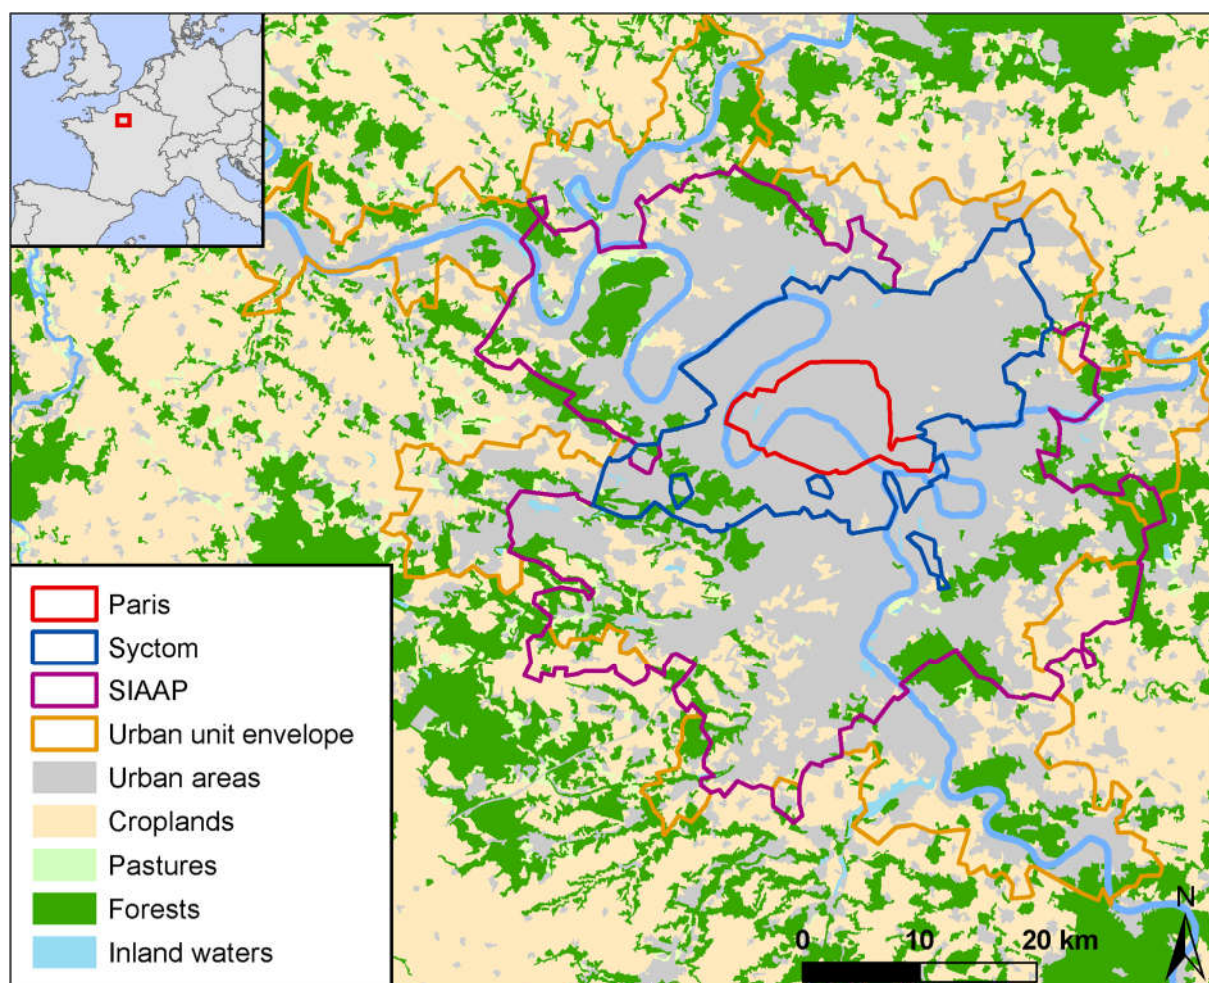 Paris
Syctom
SIAAP
Urban unit envelope
Urban areas
Croplands
Pastures
Forests
Inland waters
0 10 20 km
N